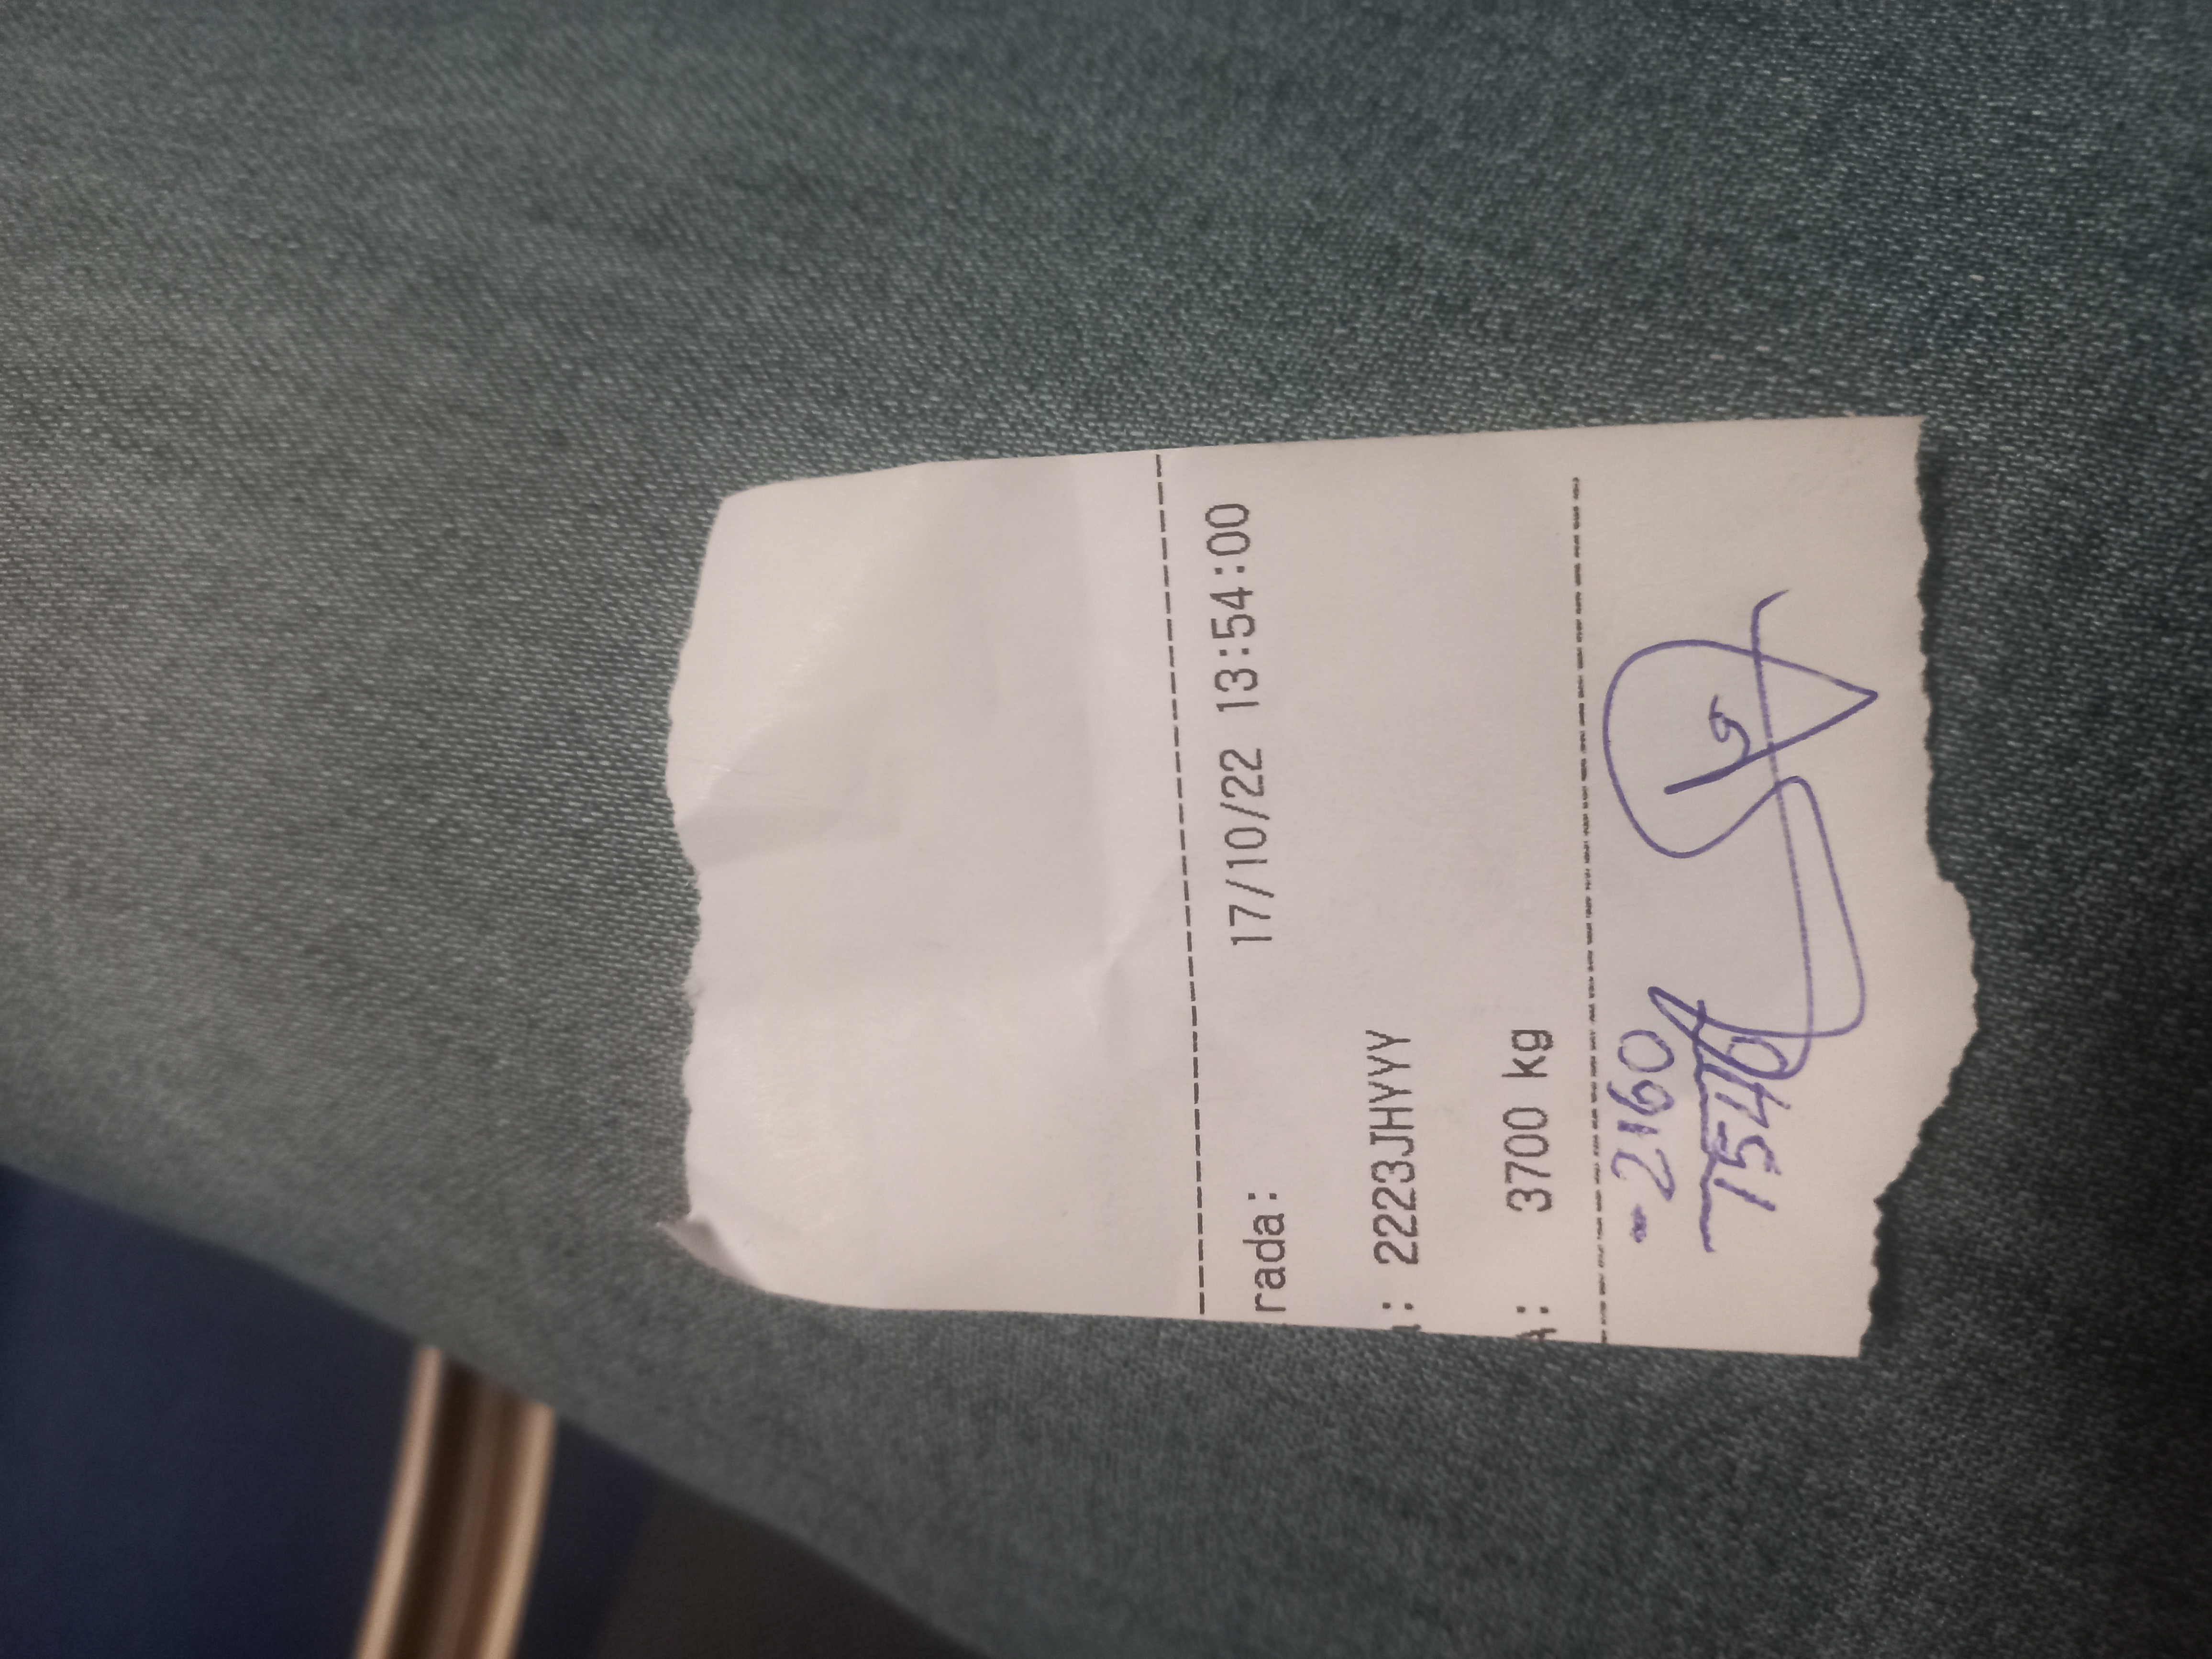 rada: 17/10/22 13:54:00
: 2223JHYYY
A: 3700 kg
- 2160
1540